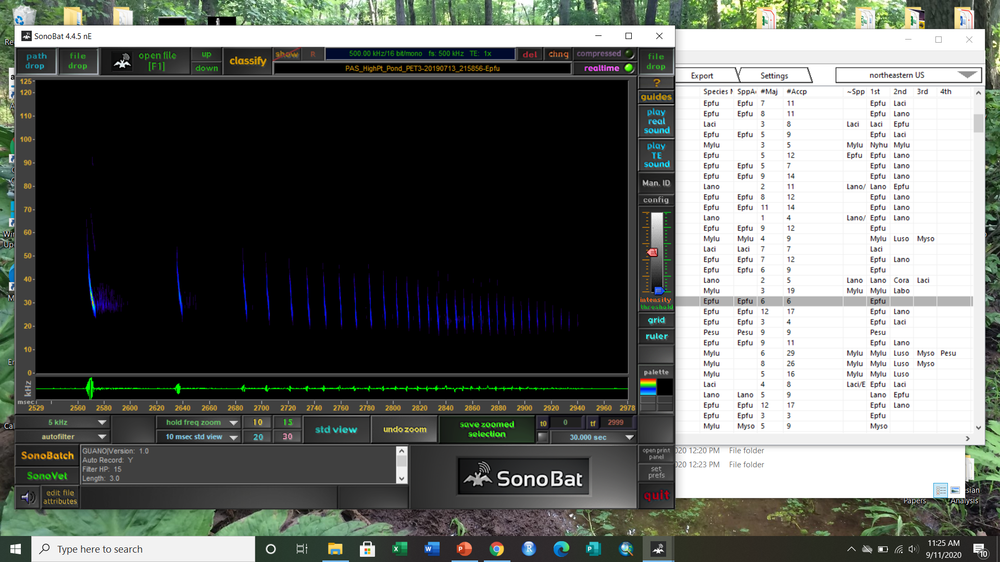 SonoBat 4.4.5 nE
path drop
file drop
open file [F1]
up
down
classify
show
R
500.00 kHz/16 bit/mono fs: 500 kHz TE: 1x
del
chng
compressed
PAS_HighPt_Pond_PET3-20190713_215856-Epfu
realtime
file drop
?
guides
play real sound
play TE sound
Man. ID
config
intensity
threshold
grid
ruler
palette
125
120
110
100
90
80
70
60
50
40
30
20
10
0
kHz
msec
2529 2560 2580 2600 2620 2640 2660 2680 2700 2720 2740 2760 2780 2800 2820 2840 2860 2880 2900 2920 2940 2960 2978
5 kHz
hold freq zoom
10
15
std view
undo zoom
save zoomed selection
t0
0
tf
2999
autofilter
10 msec std view
20
30
30.000 sec
SonoBatch
SonoVet
edit file attributes
GUANO|Version: 1.0
Auto Record: Y
Filter HP: 15
Length: 3.0
SonoBat
open print panel
set prefs
quit
Export
Settings
northeastern US
Species M SppAc #Maj #Accp ~Spp 1st 2nd 3rd 4th
Epfu Epfu 7 11 Epfu Laci
Epfu Epfu 8 11 Epfu Lano
Laci 3 8 Laci Laci Epfu
Epfu Epfu 5 9 Epfu Laci
Mylu 3 5 Mylu Nyhu Mylu
Epfu 5 12 Epfu Epfu Lano
Epfu Epfu 5 7 Epfu Lano
Epfu Epfu 9 14 Epfu Lano
Lano 2 11 Lano/ Lano Epfu
Epfu Epfu 8 12 Epfu Lano
Epfu Epfu 11 14 Epfu Lano
Lano 1 4 Lano/ Epfu Lano
Epfu Epfu 9 12 Epfu
Mylu Mylu 4 9 Mylu Luso Myso
Laci Laci 7 7 Laci
Epfu Epfu 7 12 Epfu Lano
Epfu Epfu 6 9 Epfu
Lano 2 5 Lano Lano Cora Laci
Mylu 3 19 Mylu Mylu Labo
Epfu Epfu 6 6 Epfu
Epfu Epfu 12 17 Epfu Lano
Epfu Epfu 3 4 Epfu Laci
Pesu Pesu 9 9 Pesu
Epfu Epfu 9 11 Epfu Lano
Mylu 6 29 Mylu Mylu Luso Myso Pesu
Mylu 8 26 Mylu Mylu Luso Myso
Mylu 5 16 Mylu Mylu Luso
Laci 4 8 Laci/E Epfu Laci
Lano Lano 5 9 Lano Epfu
Epfu Epfu 12 17 Epfu Lano
Epfu Epfu 3 3 Epfu
Mylu Myso 5 9 Myso
020 12:20 PM File folder
020 12:23 PM File folder
Papers
Analysis
Type here to search
11:25 AM
9/11/2020
10